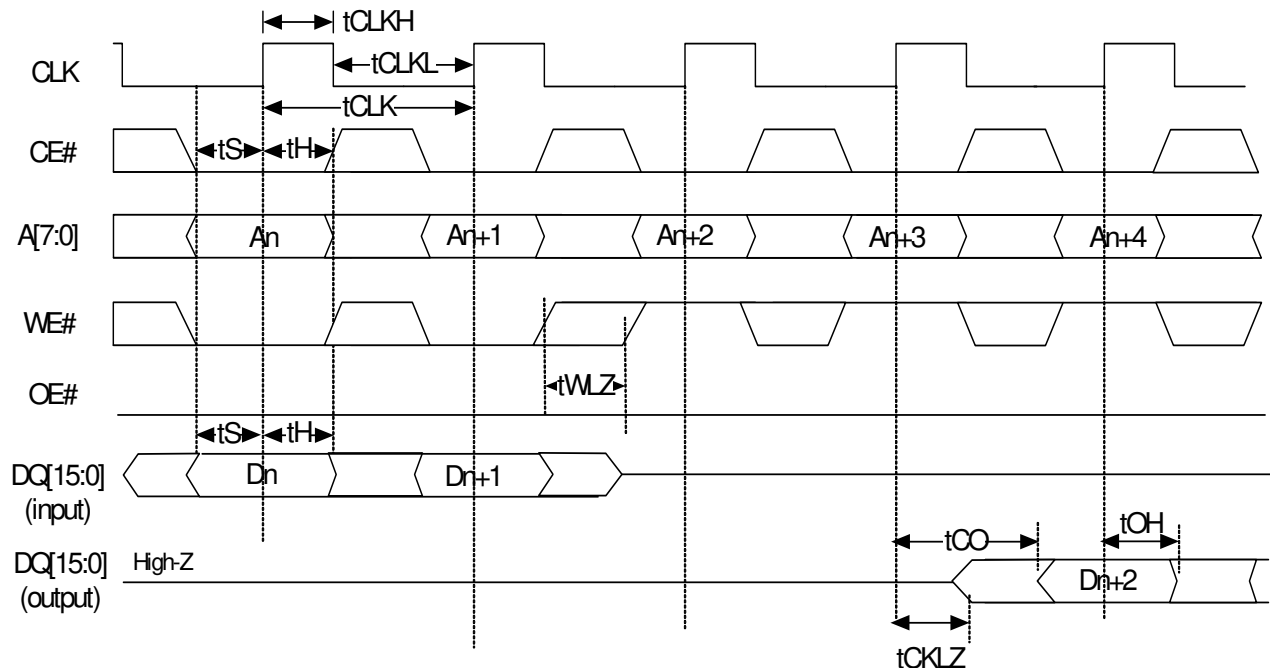 tCLKH
CLK
tCLKL
tCLK
CE#
tS
tH
A[7:0]
An
An+1
An+2
An+3
An+4
WE#
tWLZ
OE#
tS
tH
DQ[15:0]
(input)
Dn
Dn+1
tCO
tOH
DQ[15:0]
(output)
High-Z
Dn+2
tCKLZ